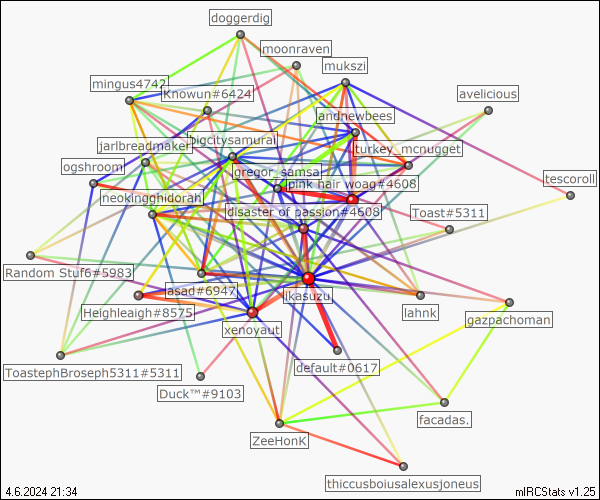 doggerdig
moonraven
mukszi
mingus4742
Knowun#6424
avelicious
andnewbees
bigcitysamurai
jarlbreadmaker
turkey_mcnugget
ogshroom
gregor_samsa
pink hair woag#4608
tescoroll
neokingghidorah
disaster of passion#4608
Toast#5311
Random Stuf6#5983
jasad#6947
ikasuzu
Heighleaigh#8575
lahnk
gazpachoman
xenoyaut
default#0617
ToastephBroseph5311#5311
Duck™#9103
facadas.
ZeeHonK
thiccusboiusalexusjoneus
4.6.2024 21:34
mIRCStats v1.25